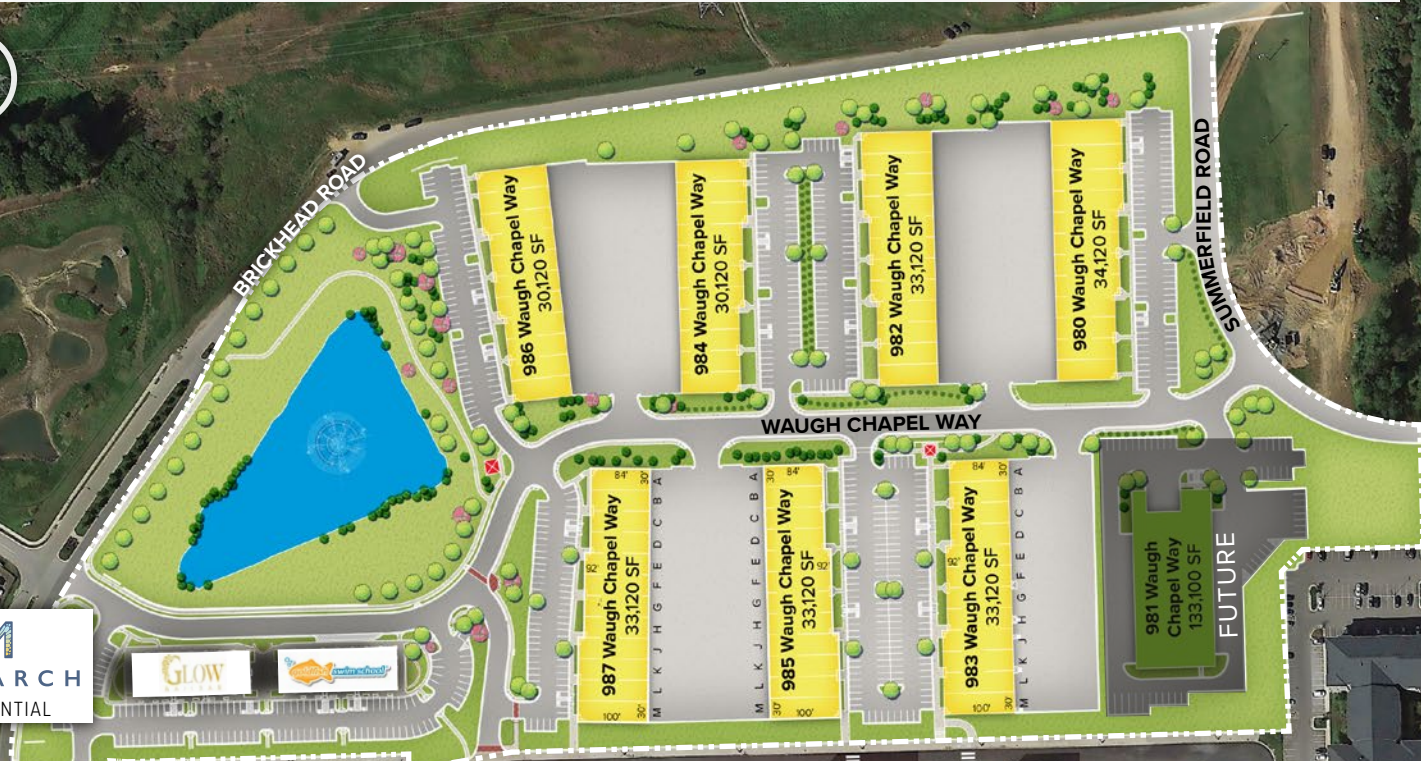 BRICKHEAD ROAD
SUMMERFIELD ROAD
986 Waugh Chapel Way
30,120 SF
984 Waugh Chapel Way
30,120 SF
982 Waugh Chapel Way
33,120 SF
980 Waugh Chapel Way
34,120 SF
WAUGH CHAPEL WAY
987 Waugh Chapel Way
33,120 SF
84'
30'
92'
100'
30'
M L K J H G F E D C B A
985 Waugh Chapel Way
33,120 SF
84'
30'
92'
100'
30'
M L K J H G F E D C B A
983 Waugh Chapel Way
33,120 SF
84'
30'
92'
100'
30'
M L K J H G F E D C B A
981 Waugh
Chapel Way
133,100 SF
FUTURE
GLOW
swim school
ARCH
NTIAL